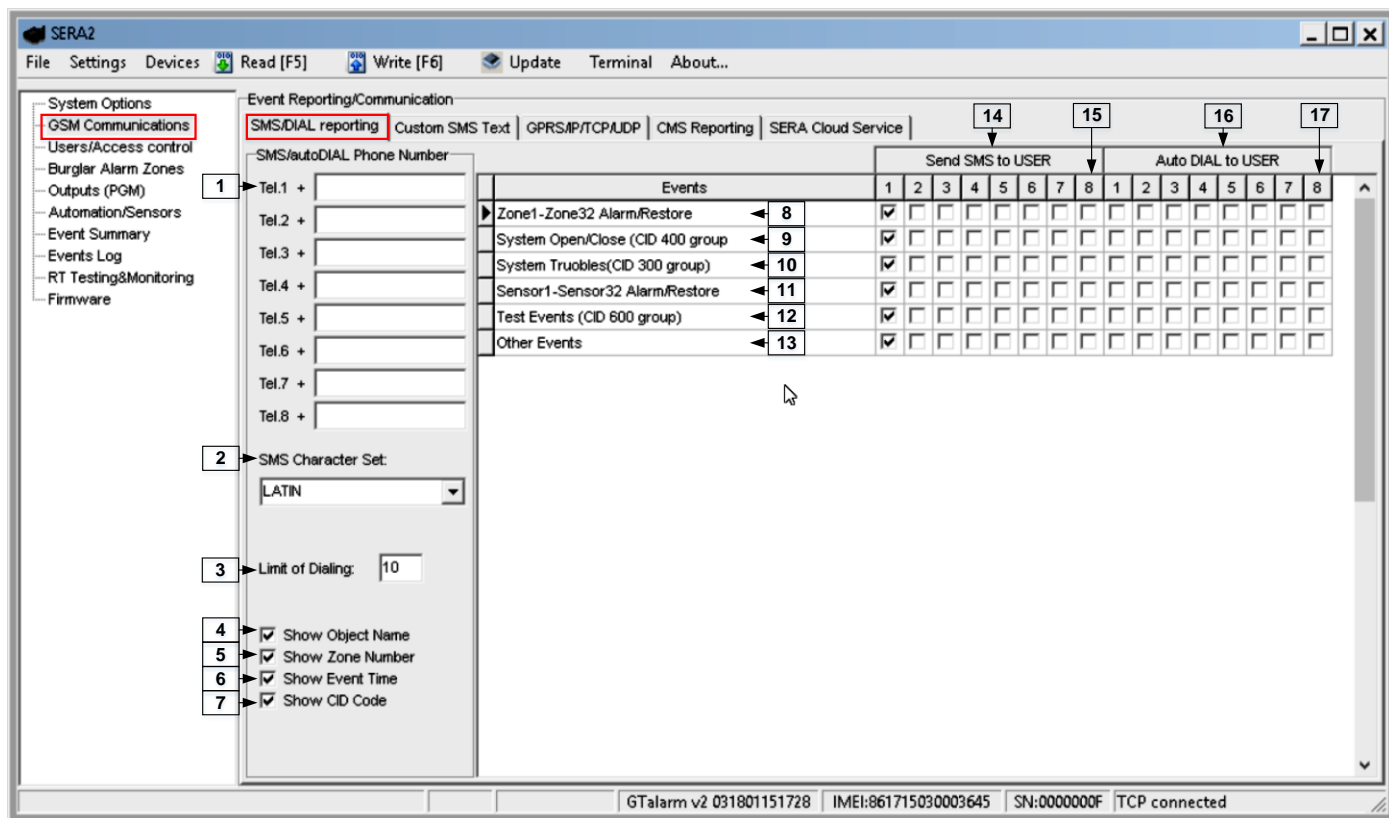 SERA2
File Settings Devices Read [F5] Write [F6] Update Terminal About...
System Options
GSM Communications
Users/Access control
Burglar Alarm Zones
Outputs (PGM)
Automation/Sensors
Event Summary
Events Log
RT Testing&Monitoring
Firmware
Event Reporting/Communication
SMS/DIAL reporting Custom SMS Text GPRS/IP/TCP/UDP CMS Reporting SERA Cloud Service
14 15 16 17
SMS/autoDIAL Phone Number
1 Tel.1 +
Tel.2 +
Tel.3 +
Tel.4 +
Tel.5 +
Tel.6 +
Tel.7 +
Tel.8 +
2 SMS Character Set:
LATIN
3 Limit of Dialing: 10
4 Show Object Name
5 Show Zone Number
6 Show Event Time
7 Show CID Code
Send SMS to USER Auto DIAL to USER
Events 1 2 3 4 5 6 7 8 1 2 3 4 5 6 7 8
Zone1-Zone32 Alarm/Restore 8
System Open/Close (CID 400 group 9
System Truobles(CID 300 group) 10
Sensor1-Sensor32 Alarm/Restore 11
Test Events (CID 600 group) 12
Other Events 13
GTalarm v2 031801151728 IMEI:861715030003645 SN:0000000F TCP connected